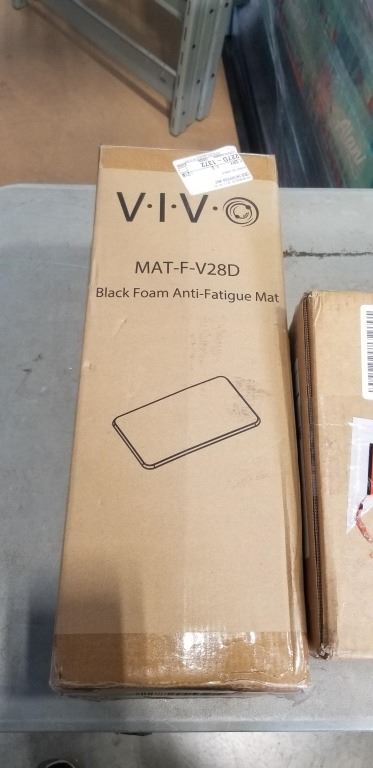 V·I·V·O
MAT-F-V28D
Black Foam Anti-Fatigue Mat